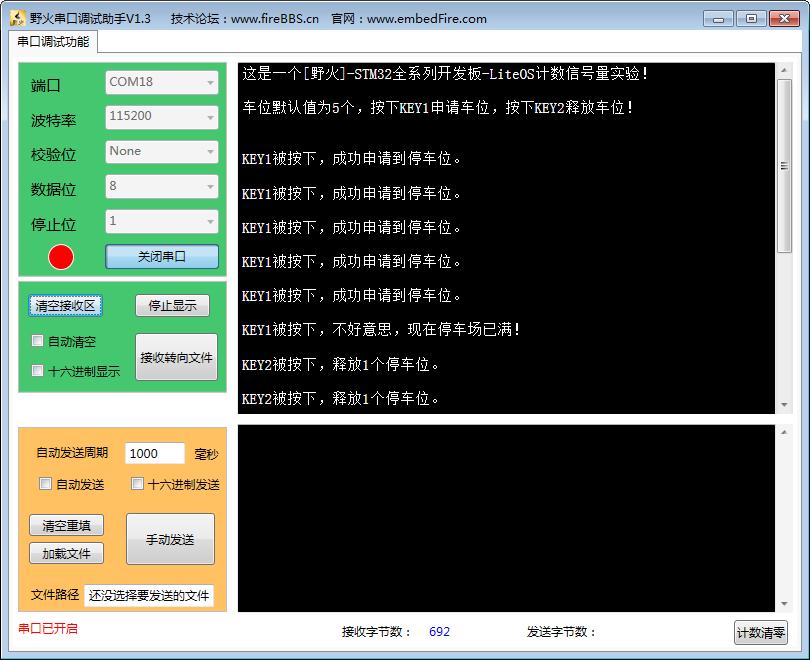 野火串口调试助手V1.3 技术论坛：www.fireBBS.cn 官网：www.embedFire.com
串口调试功能
端口 COM18
波特率 115200
校验位 None
数据位 8
停止位 1
关闭串口
清空接收区 停止显示
自动清空
接收转向文件
十六进制显示
这是一个[野火]-STM32全系列开发板-LiteOS计数信号量实验！
车位默认值为5个，按下KEY1申请车位，按下KEY2释放车位！
KEY1被按下，成功申请到停车位。
KEY1被按下，成功申请到停车位。
KEY1被按下，成功申请到停车位。
KEY1被按下，成功申请到停车位。
KEY1被按下，成功申请到停车位。
KEY1被按下，不好意思，现在停车场已满！
KEY2被按下，释放1个停车位。
KEY2被按下，释放1个停车位。
自动发送周期 1000 毫秒
自动发送 十六进制发送
清空重填
手动发送
加载文件
文件路径 还没选择要发送的文件
串口已开启 接收字节数： 692 发送字节数： 计数清零